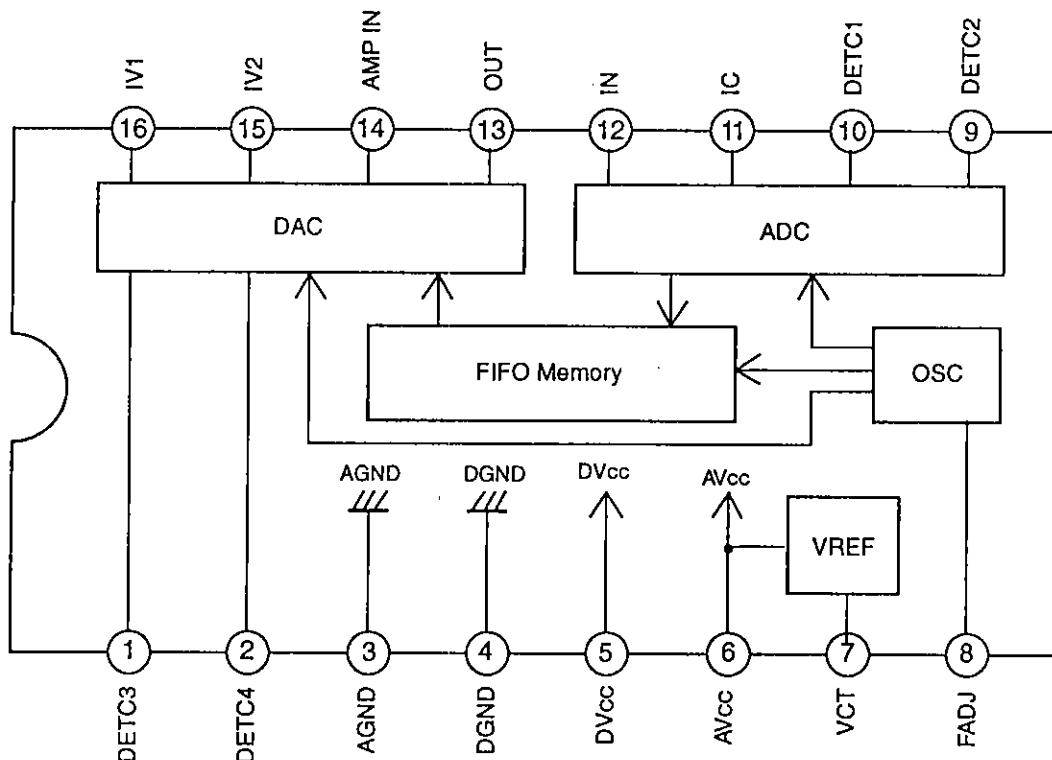 IV1
IV2
AMP IN
OUT
IN
IC
DETC1
DETC2
16
15
14
13
12
11
10
9
DAC
ADC
FIFO Memory
OSC
AGND
DGND
DVcc
AVcc
VREF
1
2
3
4
5
6
7
8
DETC3
DETC4
AGND
DGND
DVcc
AVcc
VCT
FADJ